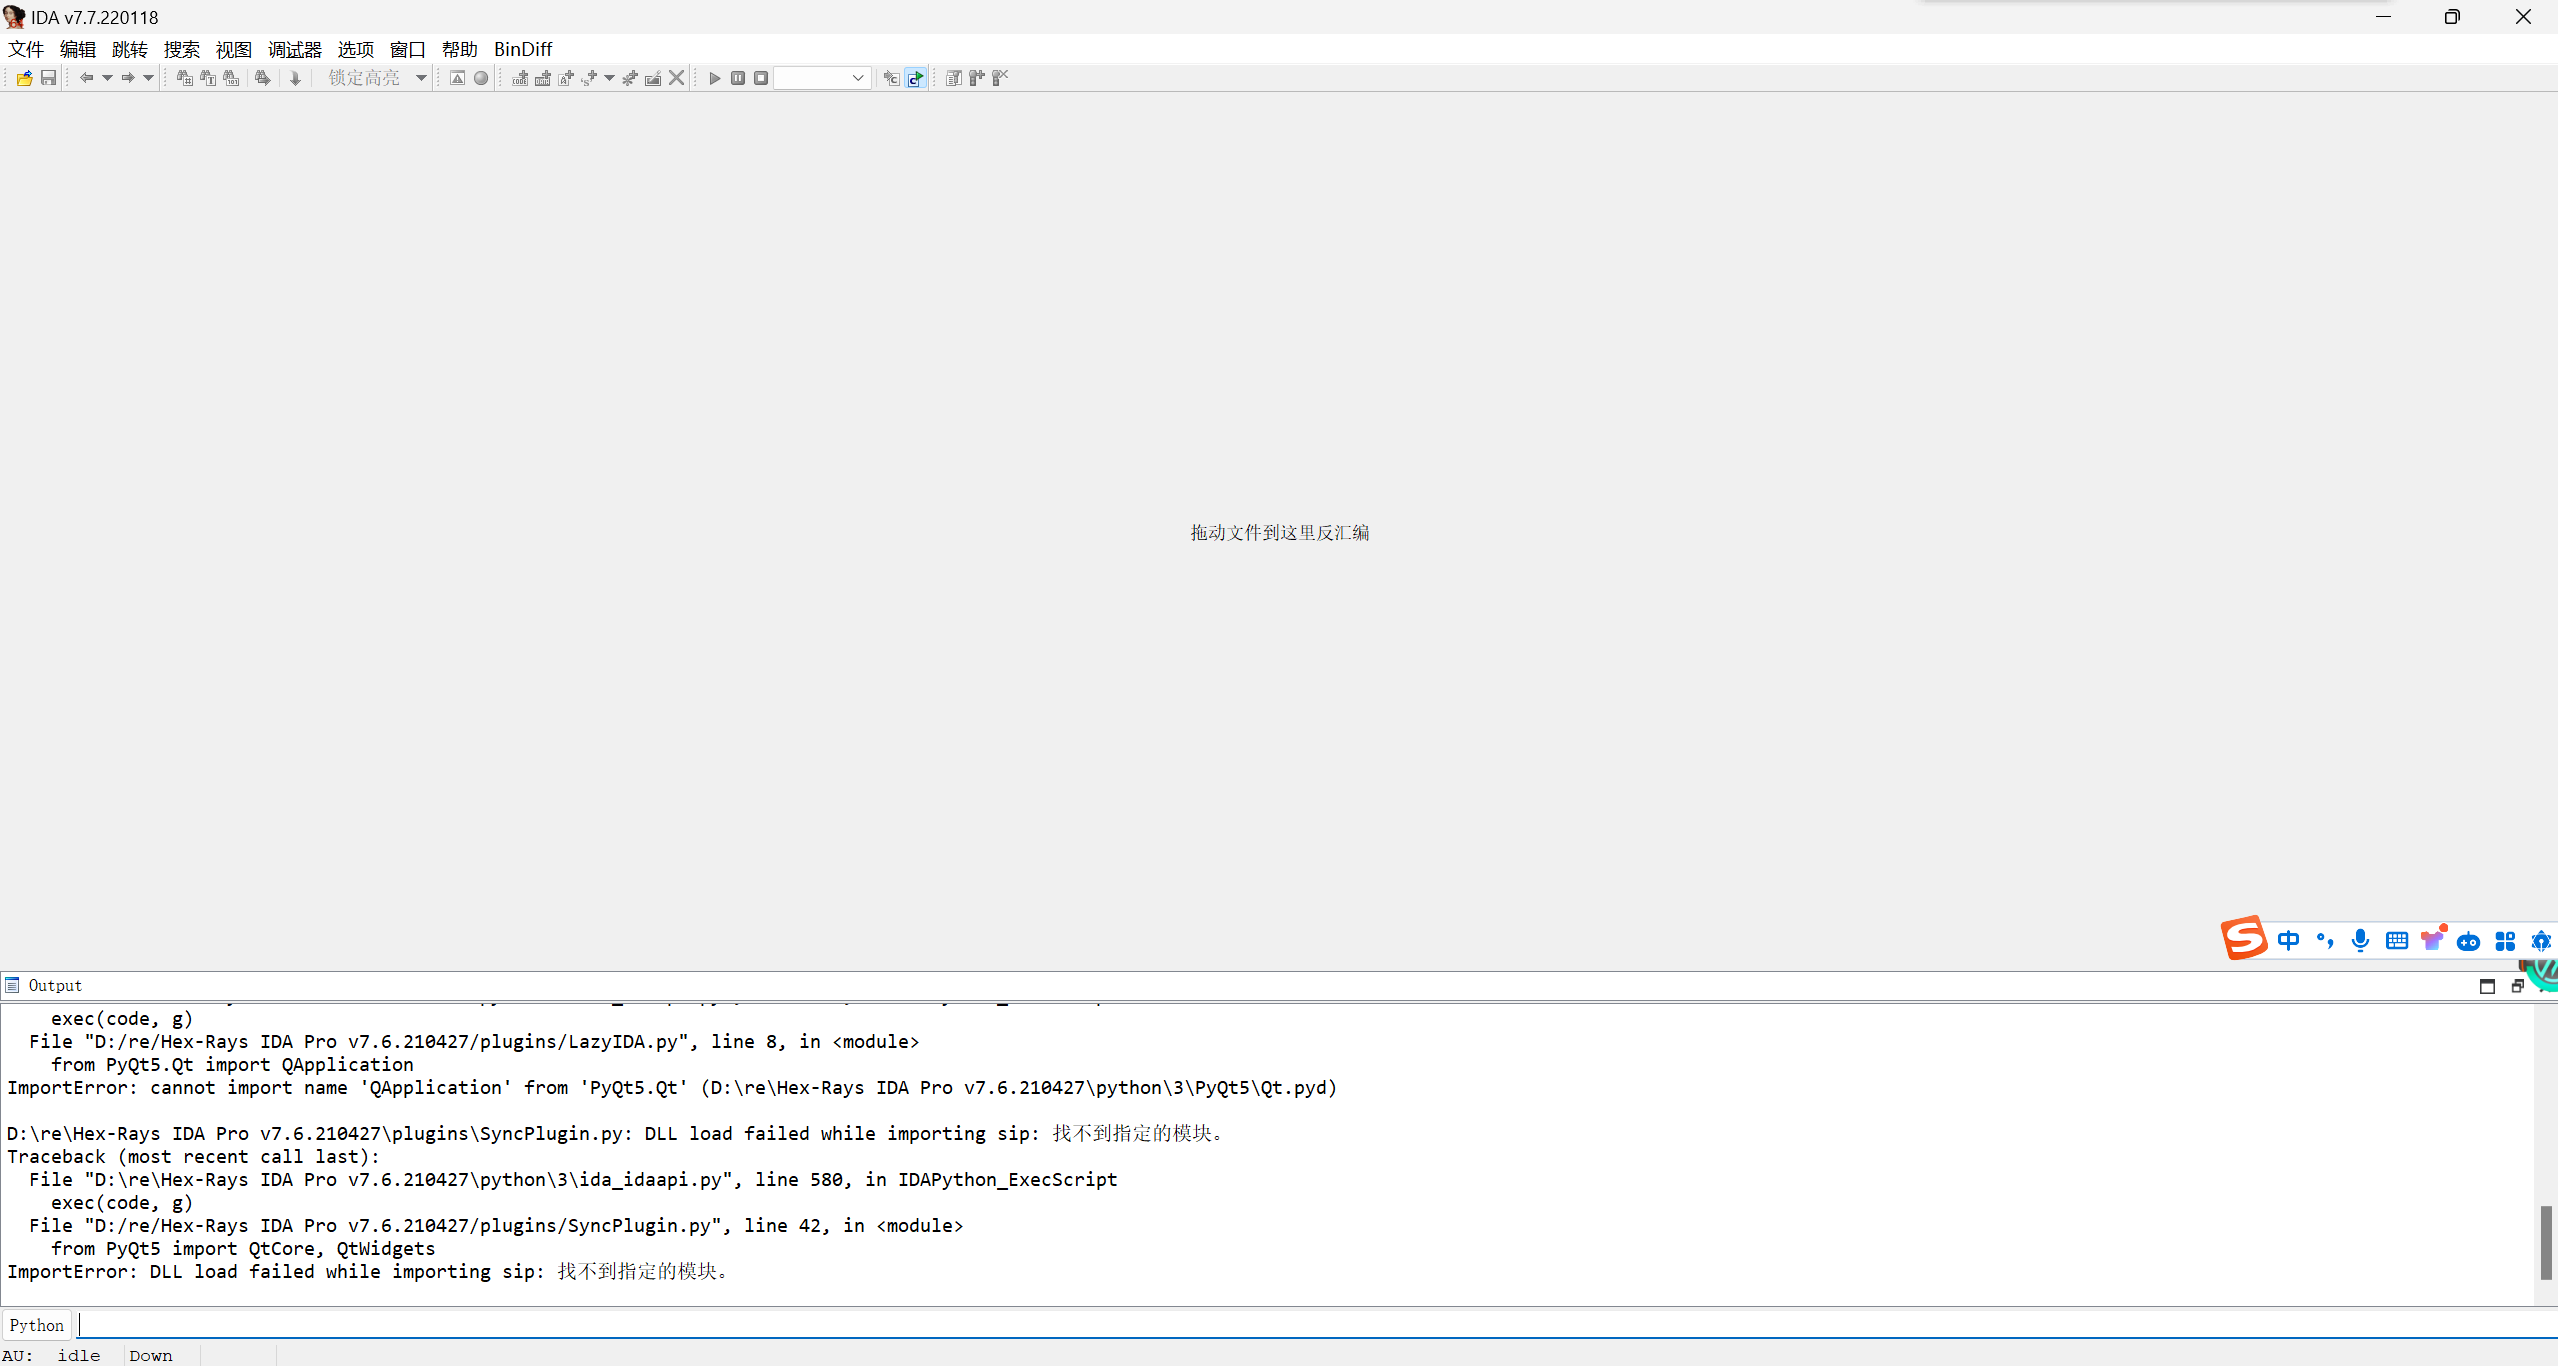 IDA v7.7.220118
文件 编辑 跳转 搜索 视图 调试器 选项 窗口 帮助 BinDiff
锁定高亮
拖动文件到这里反汇编
中
Output
    exec(code, g)
  File "D:/re/Hex-Rays IDA Pro v7.6.210427/plugins/LazyIDA.py", line 8, in <module>
    from PyQt5.Qt import QApplication
ImportError: cannot import name 'QApplication' from 'PyQt5.Qt' (D:\re\Hex-Rays IDA Pro v7.6.210427\python\3\PyQt5\Qt.pyd)
D:\re\Hex-Rays IDA Pro v7.6.210427\plugins\SyncPlugin.py: DLL load failed while importing sip: 找不到指定的模块。
Traceback (most recent call last):
  File "D:\re\Hex-Rays IDA Pro v7.6.210427\python\3\ida_idaapi.py", line 580, in IDAPython_ExecScript
    exec(code, g)
  File "D:/re/Hex-Rays IDA Pro v7.6.210427/plugins/SyncPlugin.py", line 42, in <module>
    from PyQt5 import QtCore, QtWidgets
ImportError: DLL load failed while importing sip: 找不到指定的模块。
Python
AU: idle Down